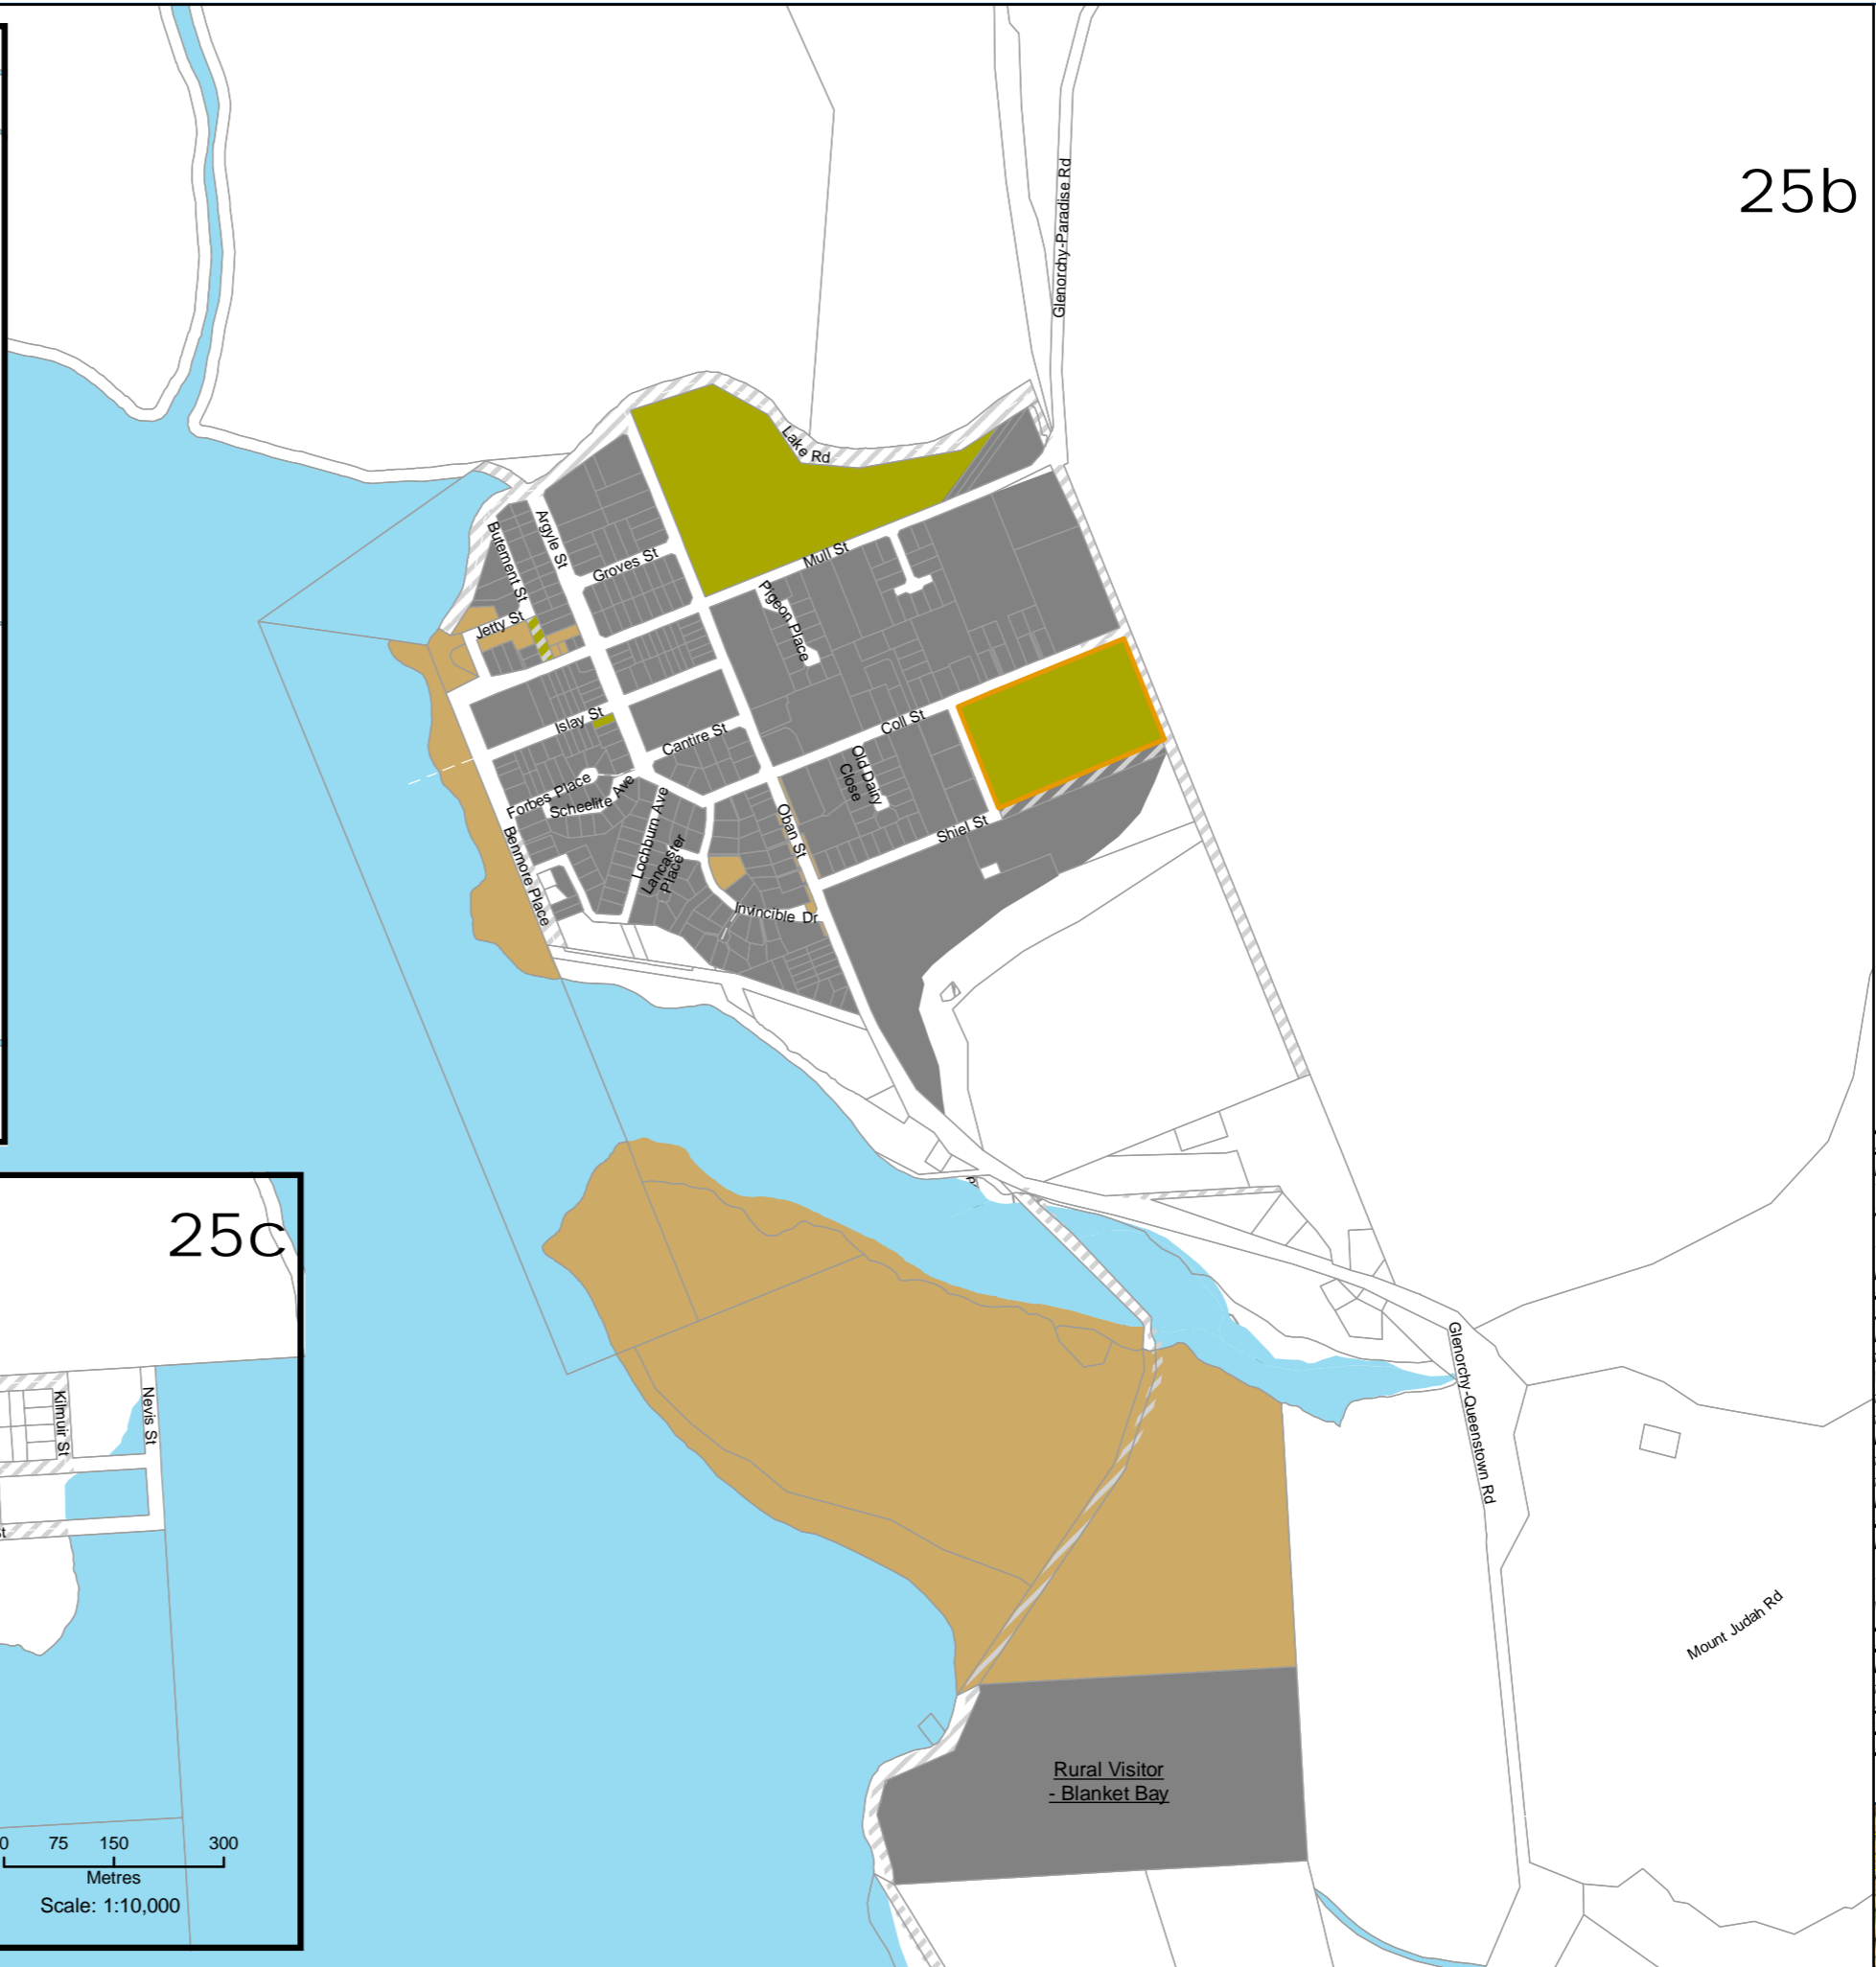 25b
Glenorchy-Paradise Rd
Lake Rd
Argyle St
Butement St
Groves St
Mull St
Pigeon Place
Jetty St
Islay St
Cantire St
Coll St
Old Dairy
Close
Forbes Place
Scheelite Ave
Lochburn Ave
Lancaster
Place
Oban St
Shiel St
Benmore Place
Invincible Dr
25c
Kilmuir St
Nevis St
Glenorchy-Queenstown Rd
Mount Judah Rd
Rural Visitor
- Blanket Bay
0 75 150 300
Metres
Scale: 1:10,000